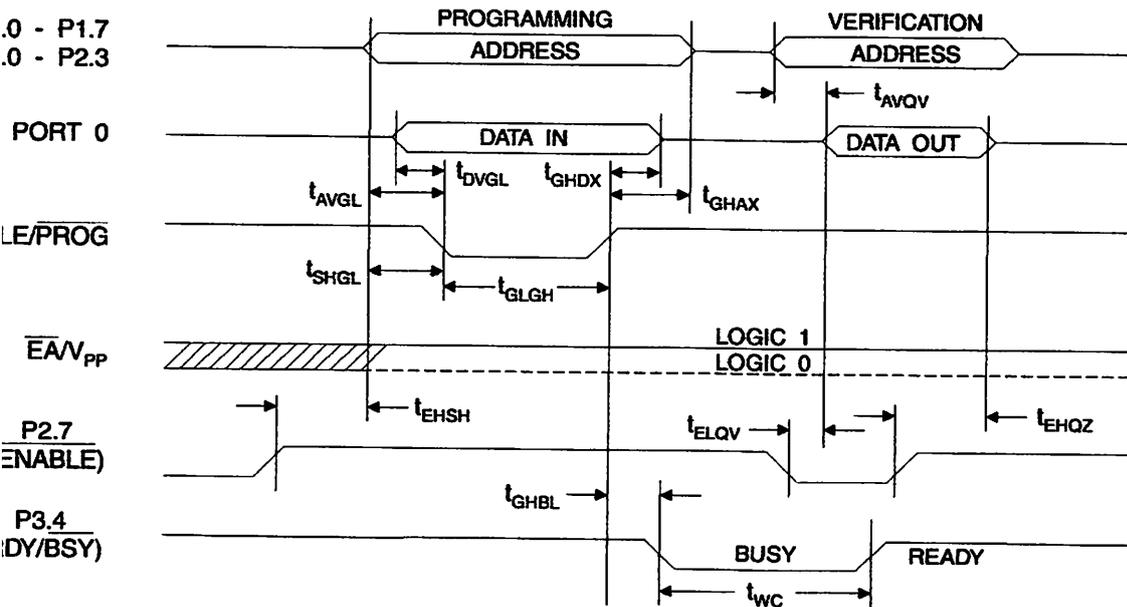 PROGRAMMING VERIFICATION
.0 - P1.7
.0 - P2.3
ADDRESS ADDRESS
tAVQV
PORT 0 DATA IN DATA OUT
tDVGL tGHDX
tAVGL tGHAX
LE/PROG
tSHGL tGLGH
EA/VPP LOGIC 1
LOGIC 0
tEHSH tELQV tEHQZ
P2.7
ENABLE)
tGHBL
P3.4
DY/BSY) BUSY READY
tWC